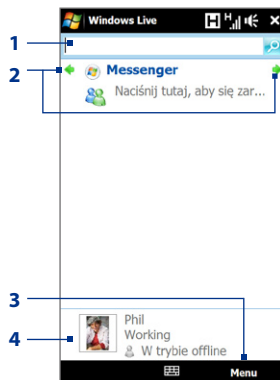 Windows Live
H
1
2
Messenger
Naciśnij tutaj, aby się zar...
3
Phil
Working
4
W trybie offline
Menu